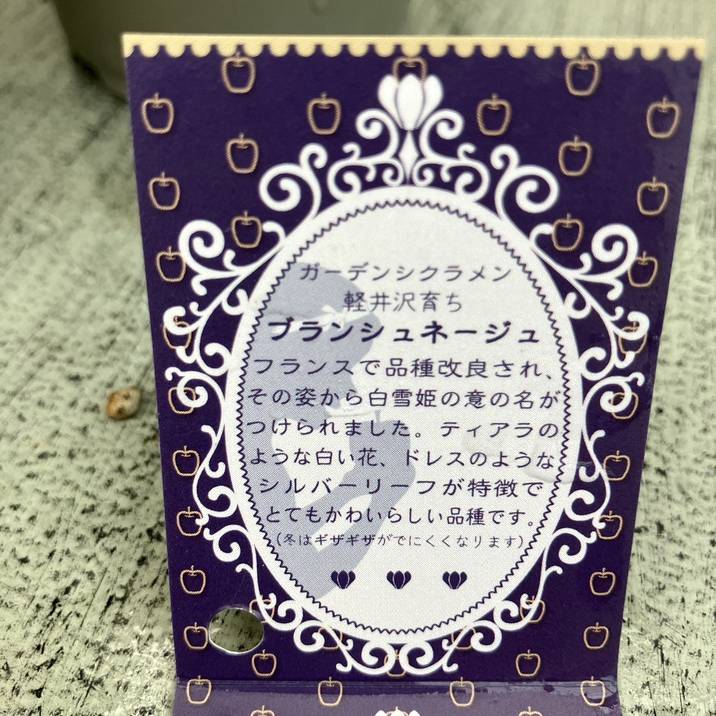 ガーデンシクラメン
軽井沢育ち
ブランシュネージュ
フランスで品種改良され、
その姿から白雪姫の意の名が
つけられました。ティアラの
ような白い花、ドレスのような
シルバーリーフが特徴で
とてもかわいらしい品種です。
(冬はギザギザがでにくくなります)